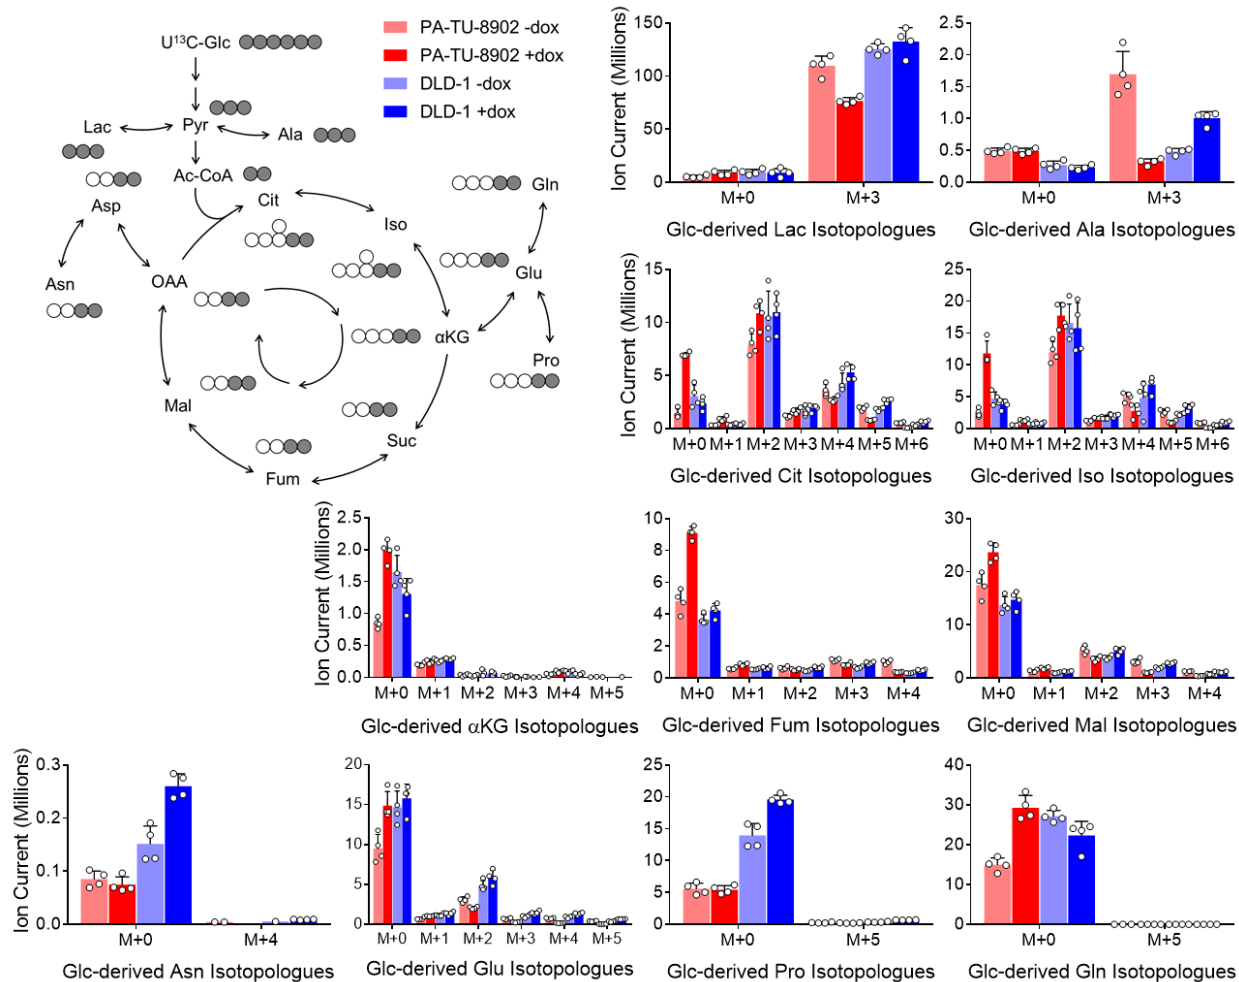 U¹³C-Glc
Pyr
Lac
Ala
Ac-CoA
Asp
Cit
Gln
Iso
Glu
Asn
OAA
αKG
Pro
Mal
Suc
Fum
PA-TU-8902 -dox
PA-TU-8902 +dox
DLD-1 -dox
DLD-1 +dox
Ion Current (Millions)
150
100
50
0
M+0 M+3
Glc-derived Lac Isotopologues
2.5
2.0
1.5
1.0
0.5
0.0
M+0 M+3
Glc-derived Ala Isotopologues
Ion Current (Millions)
15
10
5
0
M+0 M+1 M+2 M+3 M+4 M+5 M+6
Glc-derived Cit Isotopologues
25
20
15
10
5
0
M+0 M+1 M+2 M+3 M+4 M+5 M+6
Glc-derived Iso Isotopologues
Ion Current (Millions)
2.5
2.0
1.5
1.0
0.5
0.0
M+0 M+1 M+2 M+3 M+4 M+5
Glc-derived αKG Isotopologues
10
8
6
4
2
0
M+0 M+1 M+2 M+3 M+4
Glc-derived Fum Isotopologues
30
20
10
0
M+0 M+1 M+2 M+3 M+4
Glc-derived Mal Isotopologues
Ion Current (Millions)
0.3
0.2
0.1
0.0
M+0 M+4
Glc-derived Asn Isotopologues
20
15
10
5
0
M+0 M+1 M+2 M+3 M+4 M+5
Glc-derived Glu Isotopologues
25
20
15
10
5
0
M+0 M+5
Glc-derived Pro Isotopologues
40
30
20
10
0
M+0 M+5
Glc-derived Gln Isotopologues